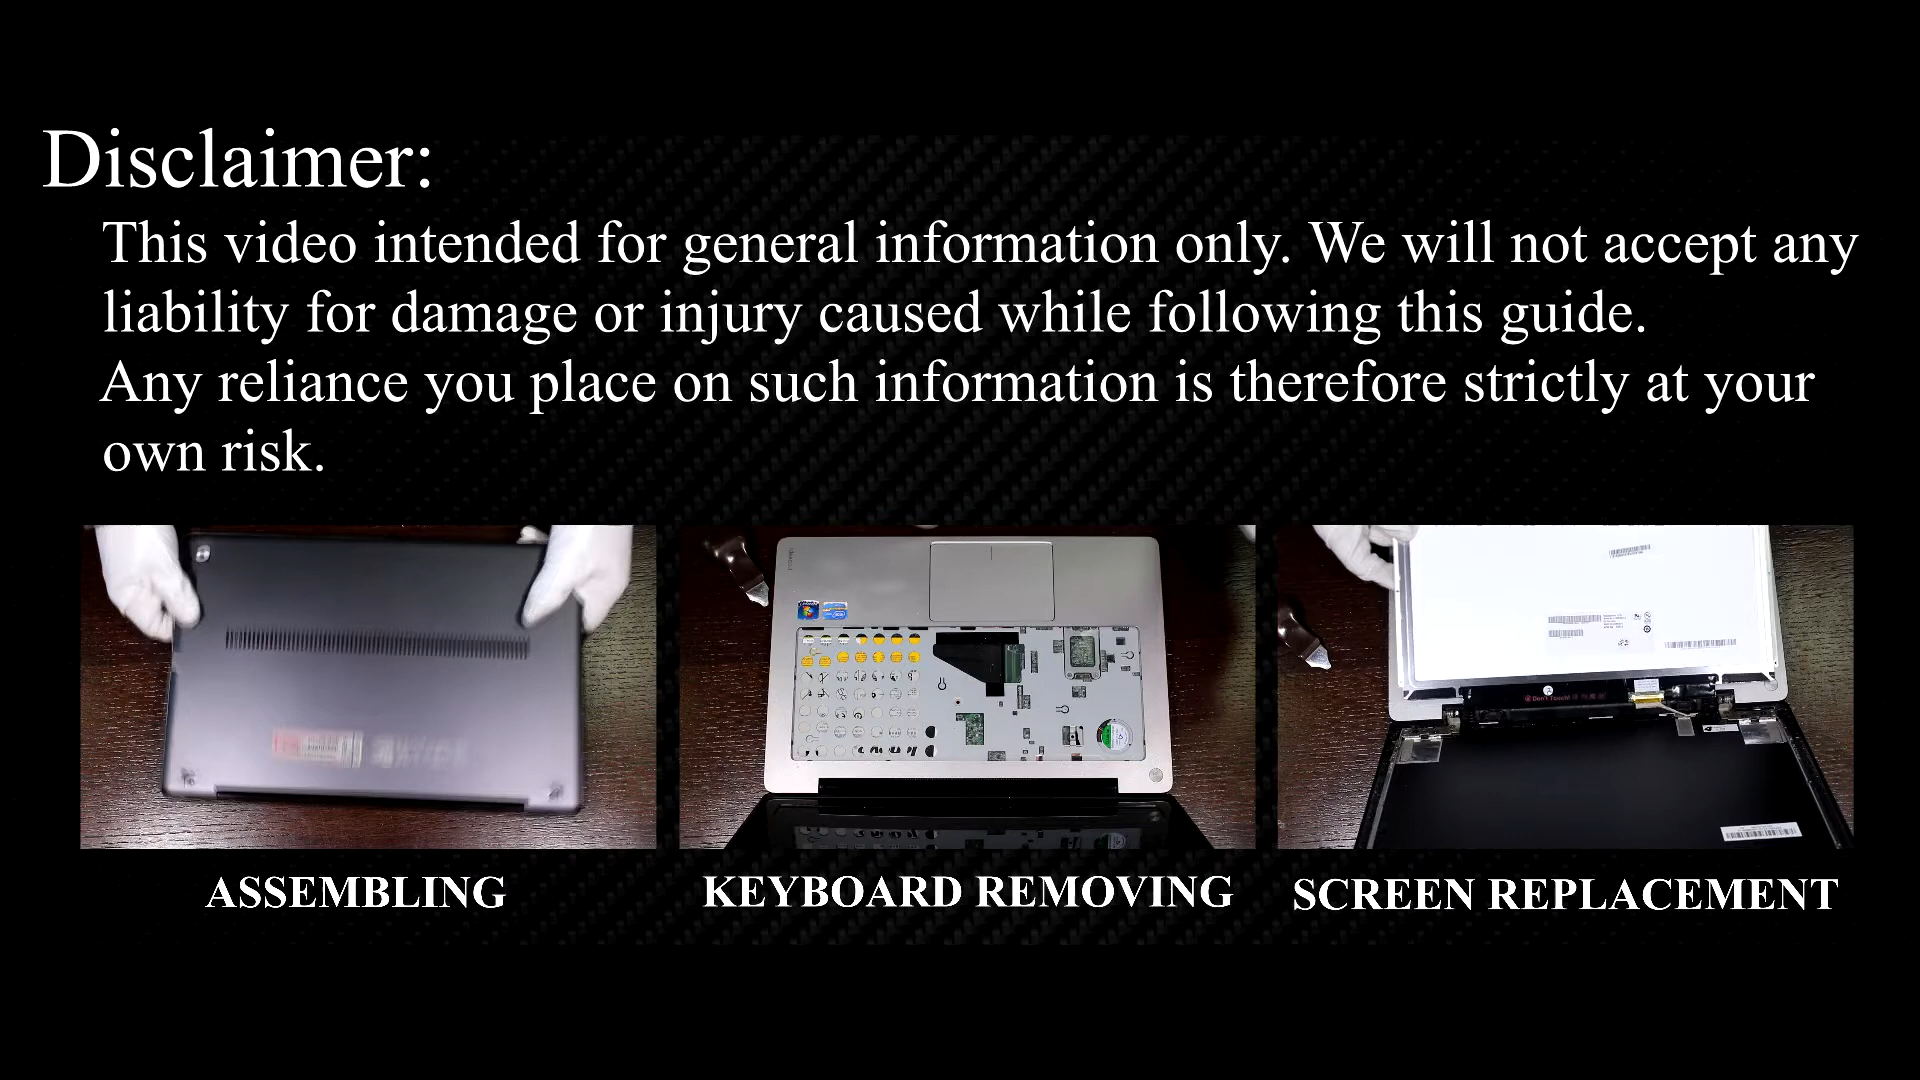 Disclaimer:
This video intended for general information only. We will not accept any
liability for damage or injury caused while following this guide.
Any reliance you place on such information is therefore strictly at your
own risk.
ASSEMBLING
KEYBOARD REMOVING
SCREEN REPLACEMENT